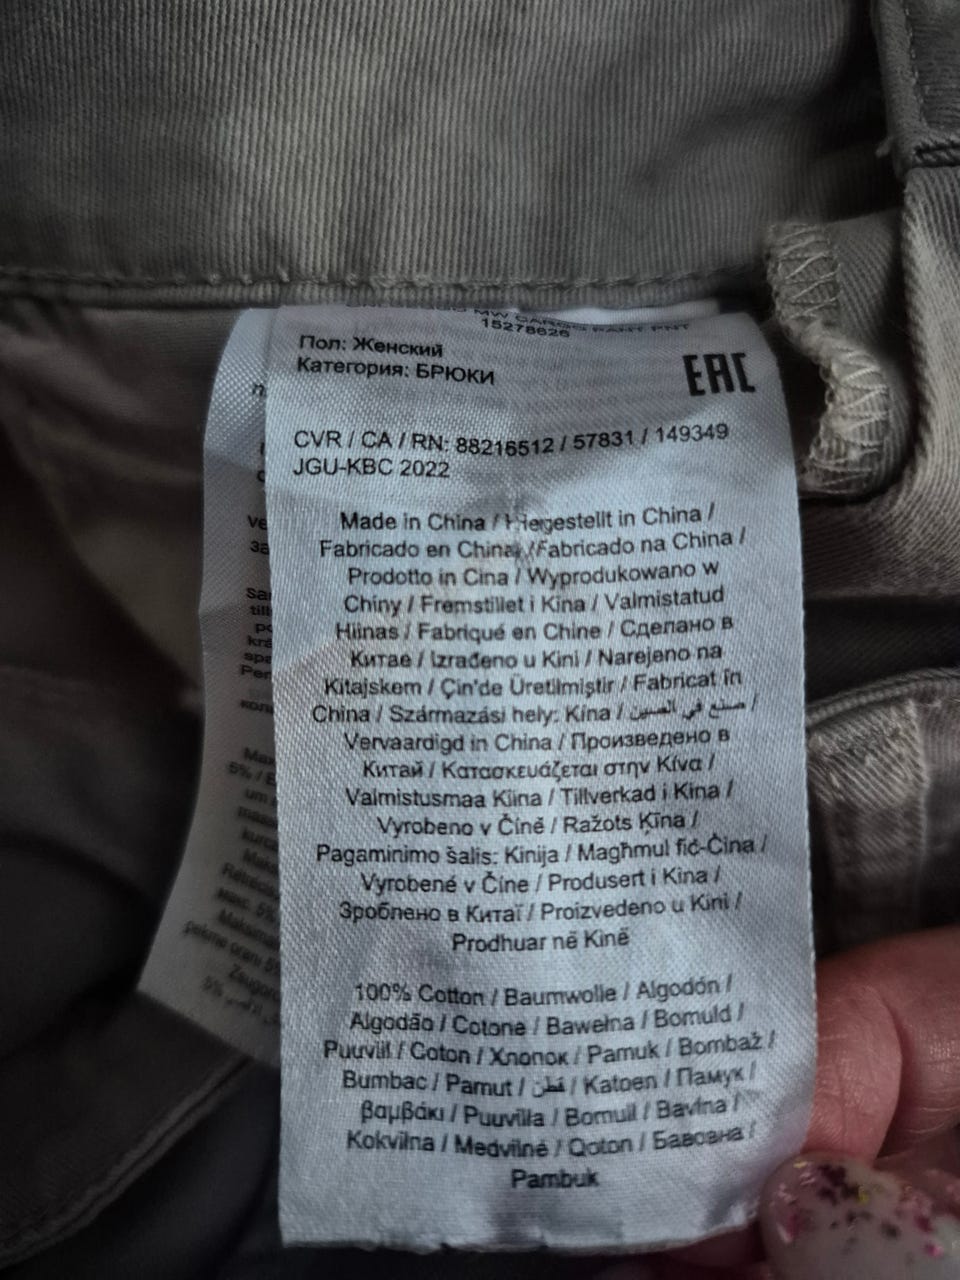 MW CARGO PANT PNT
15278626
Пол: Женский
Категория: БРЮКИ
EAC
CVR / CA / RN: 88216512 / 57831 / 149349
JGU-KBC 2022
Made in China / Hergestellt in China /
Fabricado en China / Fabricado na China /
Prodotto in Cina / Wyprodukowano w
Chiny / Fremstillet i Kina / Valmistatud
Hiinas / Fabriqué en Chine / Сделано в
Китае / Izrađeno u Kini / Narejeno na
Kitajskem / Çin'de Üretilmiştir / Fabricat în
China / Származási hely: Kína / صنع في الصين /
Vervaardigd in China / Произведено в
Китай / Κατασκευάζεται στην Κίνα /
Valmistusmaa Kiina / Tillverkad i Kina /
Vyrobeno v Číně / Ražots Ķīna /
Pagaminimo šalis: Kinija / Magħmul fiċ-Ċina /
Vyrobené v Číne / Produsert i Kina /
Зроблено в Китаї / Proizvedeno u Kini /
Prodhuar në Kinë
100% Cotton / Baumwolle / Algodón /
Algodão / Cotone / Bawełna / Bomuld /
Puuvill / Coton / Хлопок / Pamuk / Bombaž /
Bumbac / Pamut / قطن / Katoen / Памук /
βαμβάκι / Puuvilla / Bomull / Bavlna /
Kokvilna / Medvilnė / Qoton / Бавовна /
Pambuk